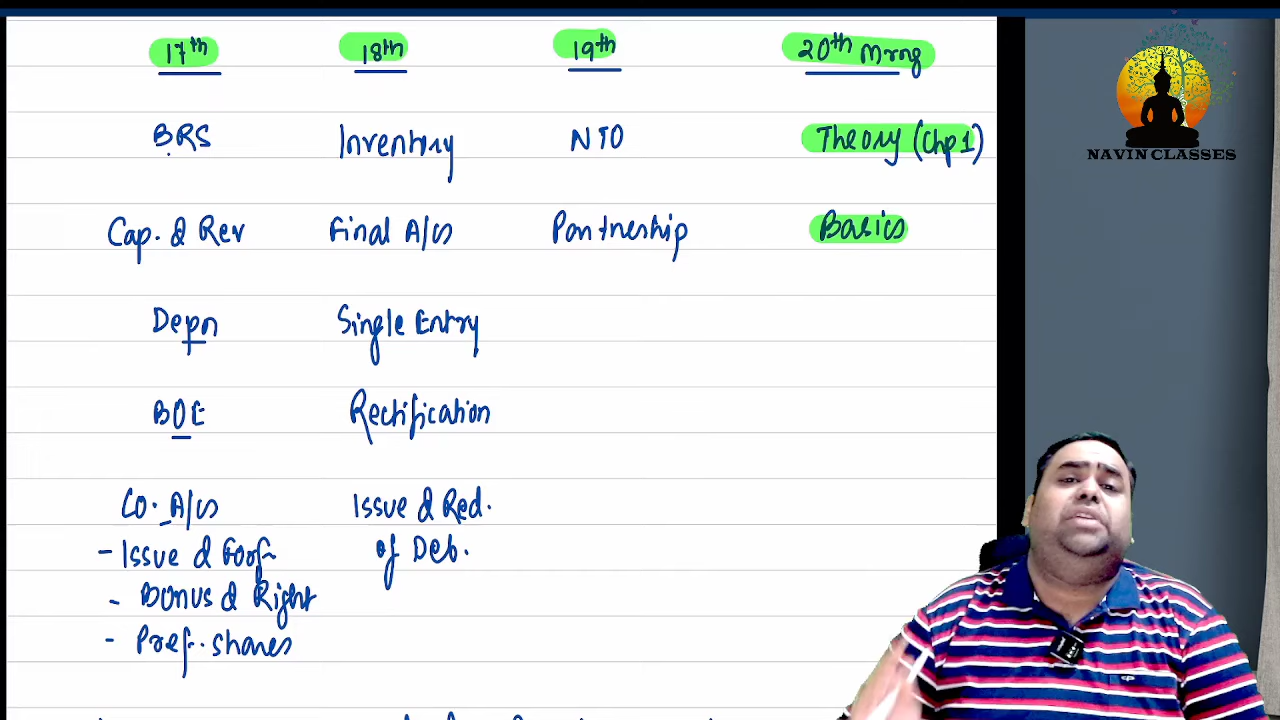 17th 18th 19th 20th Mrng
BRS Inventory NTO Theory (Chp 1)
Cap. & Rev Final A/cs Partnership Basics
Depn Single Entry
BOE Rectification
Co. A/cs Issue & Red.
- Issue & Forf. of Deb.
- Bonus & Right
- Pref. shares
NAVIN CLASSES